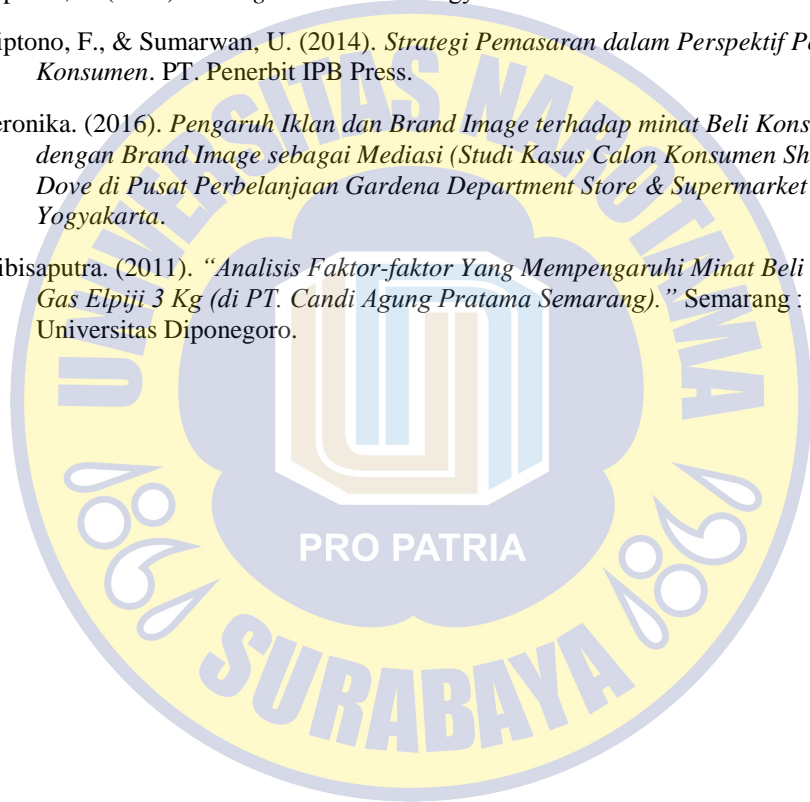 iptono, F., & Sumarwan, U. (2014). Strategi Pemasaran dalam Perspektif
Konsumen. PT. Penerbit IPB Press.
eronika. (2016). Pengaruh Iklan dan Brand Image terhadap minat Beli Kons
dengan Brand Image sebagai Mediasi (Studi Kasus Calon Konsumen Sh
Dove di Pusat Perbelanjaan Gardena Department Store & Supermarket
Yogyakarta.
ibisaputra. (2011). “Analisis Faktor-faktor Yang Mempengaruhi Minat Beli
Gas Elpiji 3 Kg (di PT. Candi Agung Pratama Semarang).” Semarang :
Universitas Diponegoro.
UNIVERSITAS NAROTAMA
PRO PATRIA
SURABAYA